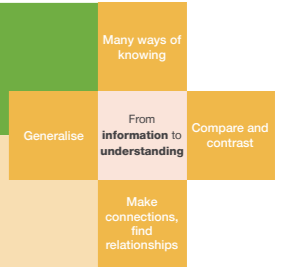 Many ways of
knowing
Generalise
From
information to
understanding
Compare and
contrast
Make
connections,
find
relationships